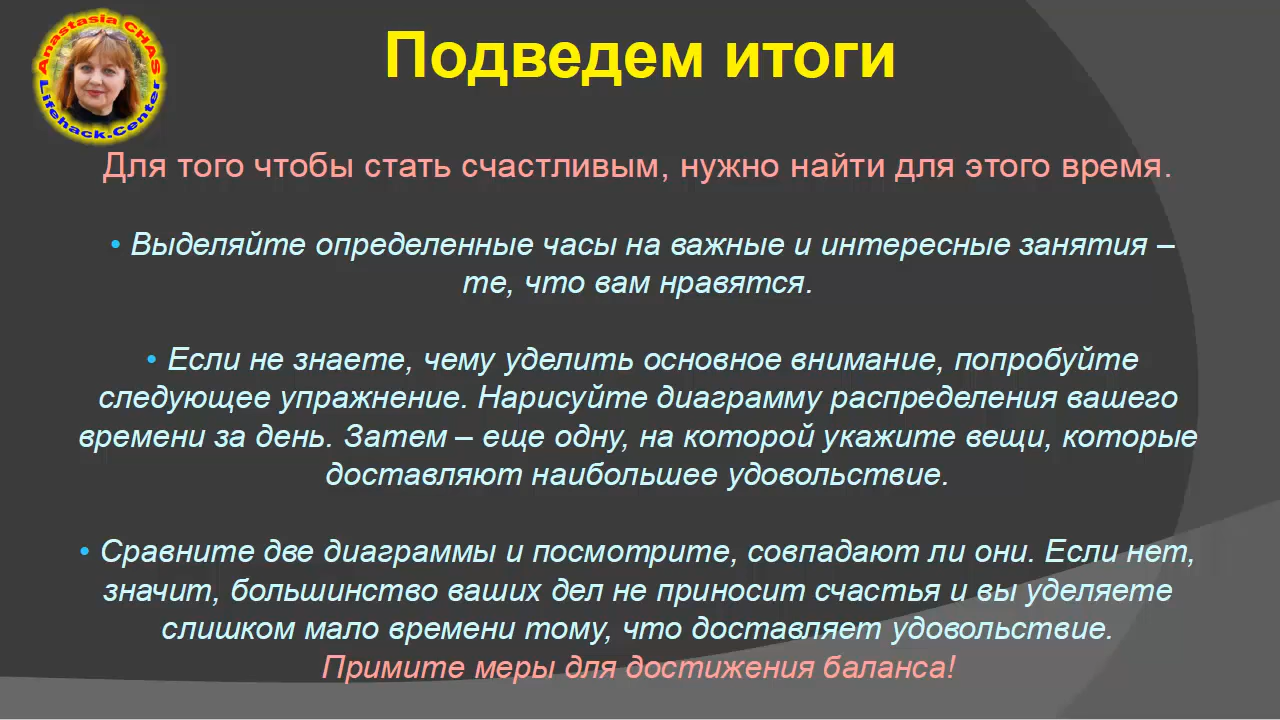 Anastasia CHAS
Lifehack.Center
Подведем итоги
Для того чтобы стать счастливым, нужно найти для этого время.
• Выделяйте определенные часы на важные и интересные занятия –
те, что вам нравятся.
• Если не знаете, чему уделить основное внимание, попробуйте
следующее упражнение. Нарисуйте диаграмму распределения вашего
времени за день. Затем – еще одну, на которой укажите вещи, которые
доставляют наибольшее удовольствие.
• Сравните две диаграммы и посмотрите, совпадают ли они. Если нет,
значит, большинство ваших дел не приносит счастья и вы уделяете
слишком мало времени тому, что доставляет удовольствие.
Примите меры для достижения баланса!